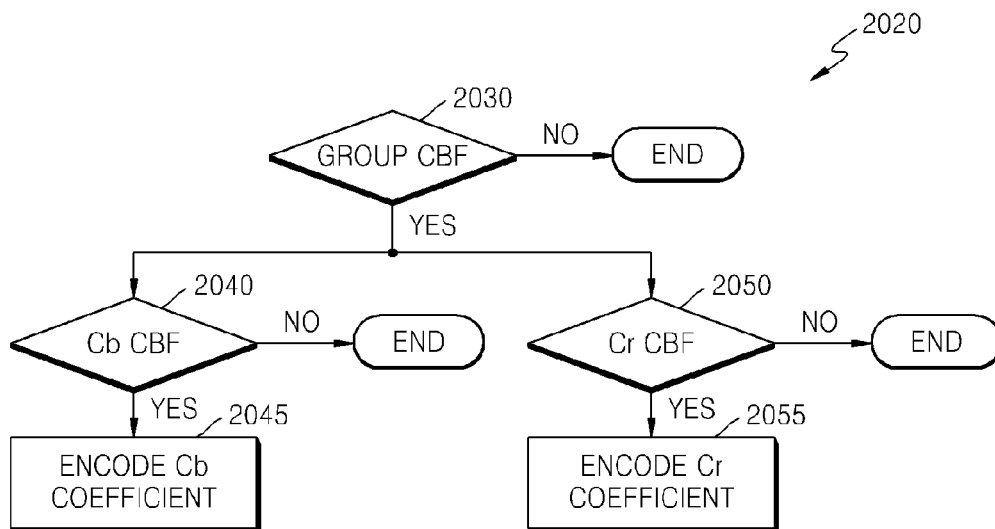 2020
2030
GROUP CBF
NO
END
YES
2040
Cb CBF
NO
END
2050
Cr CBF
NO
END
YES
2045
ENCODE Cb
COEFFICIENT
YES
2055
ENCODE Cr
COEFFICIENT